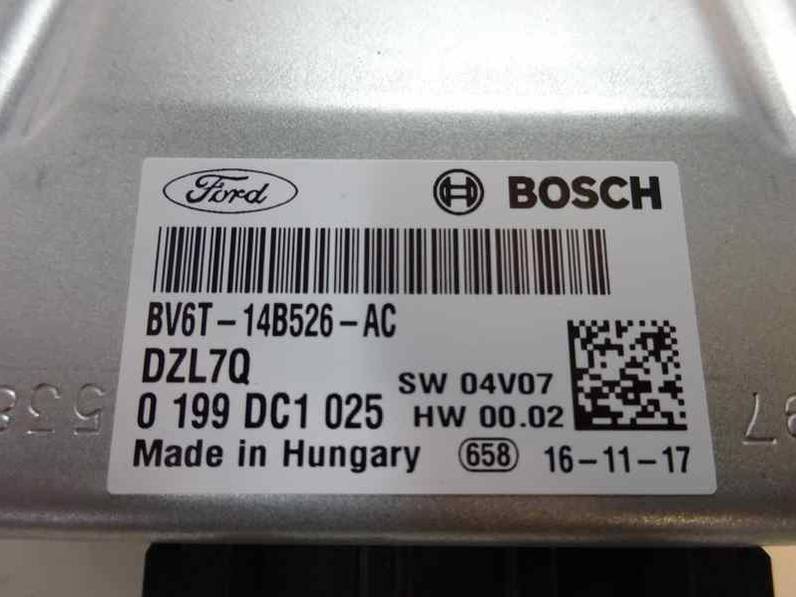 Ford BOSCH
BV6T-14B526-AC
DZL7Q
SW 04V07
0 199 DC1 025
HW 00.02
Made in Hungary 658 16-11-17